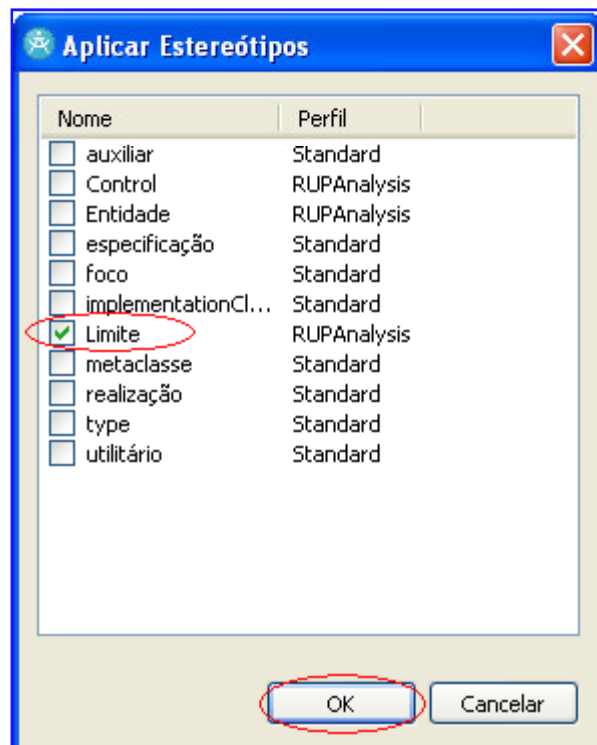 Aplicar Estereótipos
Nome Perfil
auxiliar Standard
Control RUPAnalysis
Entidade RUPAnalysis
especificação Standard
foco Standard
implementationCl... Standard
Limite RUPAnalysis
metaclasse Standard
realização Standard
type Standard
utilitário Standard
OK Cancelar